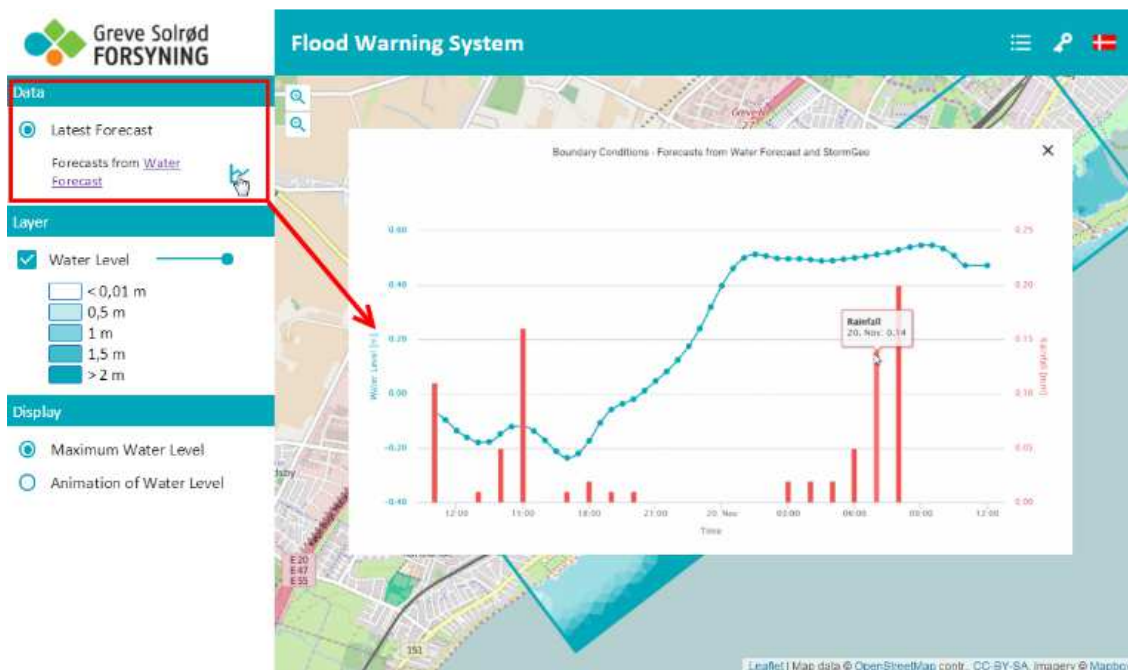 Greve Solrød
FORSYNING
Flood Warning System
Data
Latest Forecast
Forecasts from Water
Forecast
Layer
Water Level
< 0,01 m
0,5 m
1 m
1,5 m
> 2 m
Display
Maximum Water Level
Animation of Water Level
Greve
Boundary Conditions - Forecasts from Water Forecast and StormGeo
0.60
0.40
0.20
0.00
-0.20
-0.40
Water Level [m]
0.25
0.20
0.15
0.10
0.05
0.00
Rainfall [mm]
Rainfall
20. Nov: 0.14
12:00
15:00
18:00
21:00
20. Nov
03:00
06:00
09:00
12:00
Time
E 20
E 47
E 55
151
Leaflet | Map data © OpenStreetMap contr., CC-BY-SA, Imagery © Mapbox